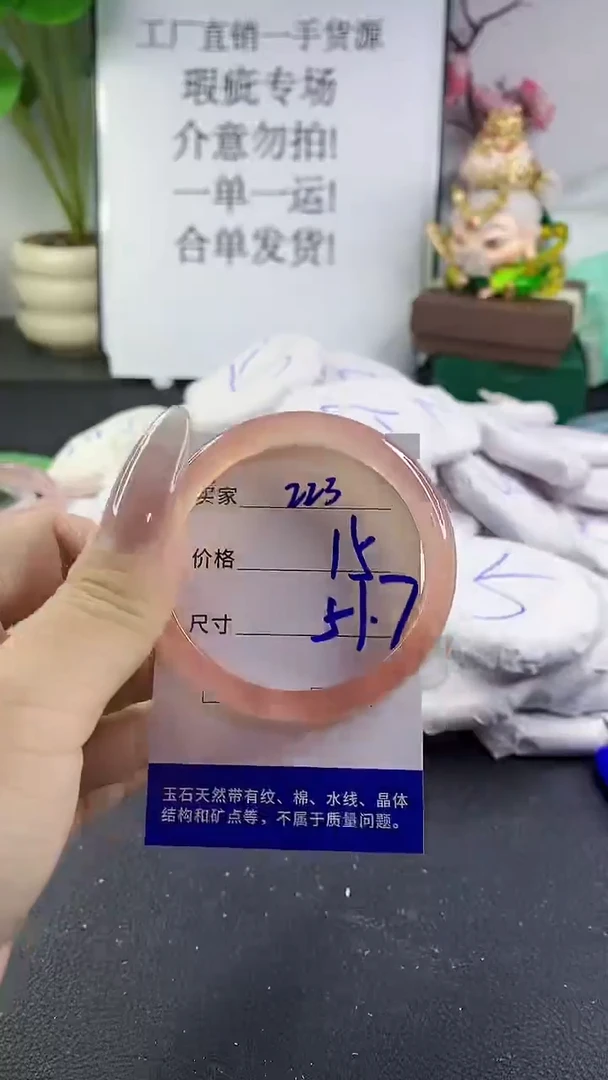 工厂直销一手货源
瑕疵专场
介意勿拍!
一单一运!
合单发货!
买家 223
价格 15
尺寸 51.7
5
玉石天然带有纹、棉、水线、晶体
结构和矿点等，不属于质量问题。